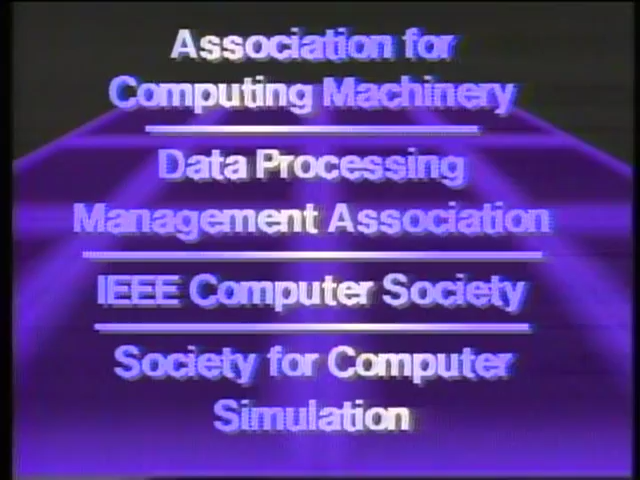 Association for
Computing Machinery
Data Processing
Management Association
IEEE Computer Society
Society for Computer
Simulation